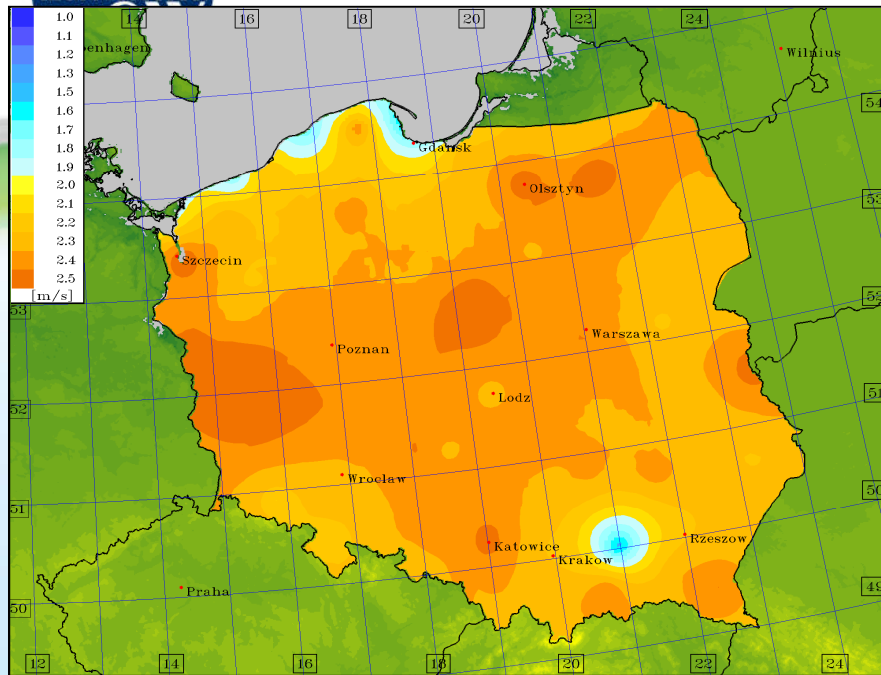 14
16
18
20
22
24
1.0
1.1
1.2
1.3
1.4
1.5
1.6
1.7
1.8
1.9
2.0
2.1
2.2
2.3
2.4
2.5
[m/s]
penhagen
Wilnius
54
Gdansk
Olsztyn
53
Szczecin
52
53
Warszawa
Poznan
51
52
Lodz
Wroclaw
50
51
Rzeszow
Katowice
Krakow
49
Praha
50
12
14
16
18
20
22
24